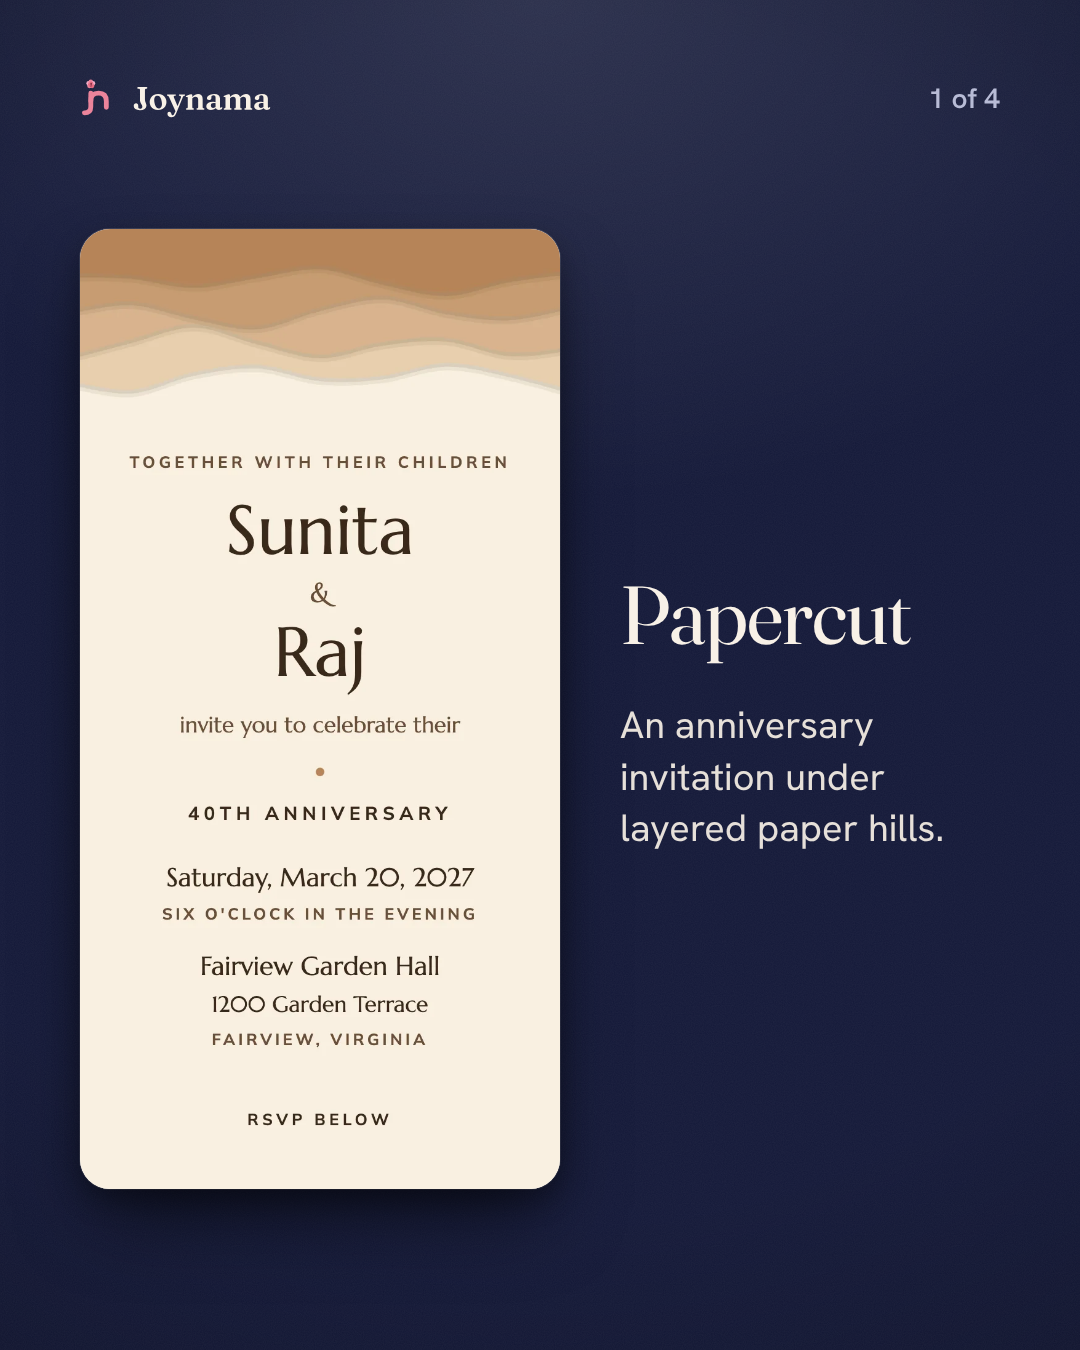 Joynama
1 of 4
TOGETHER WITH THEIR CHILDREN
Sunita
&
Raj
invite you to celebrate their
40TH ANNIVERSARY
Saturday, March 20, 2027
SIX O'CLOCK IN THE EVENING
Fairview Garden Hall
1200 Garden Terrace
FAIRVIEW, VIRGINIA
RSVP BELOW
Papercut
An anniversary
invitation under
layered paper hills.